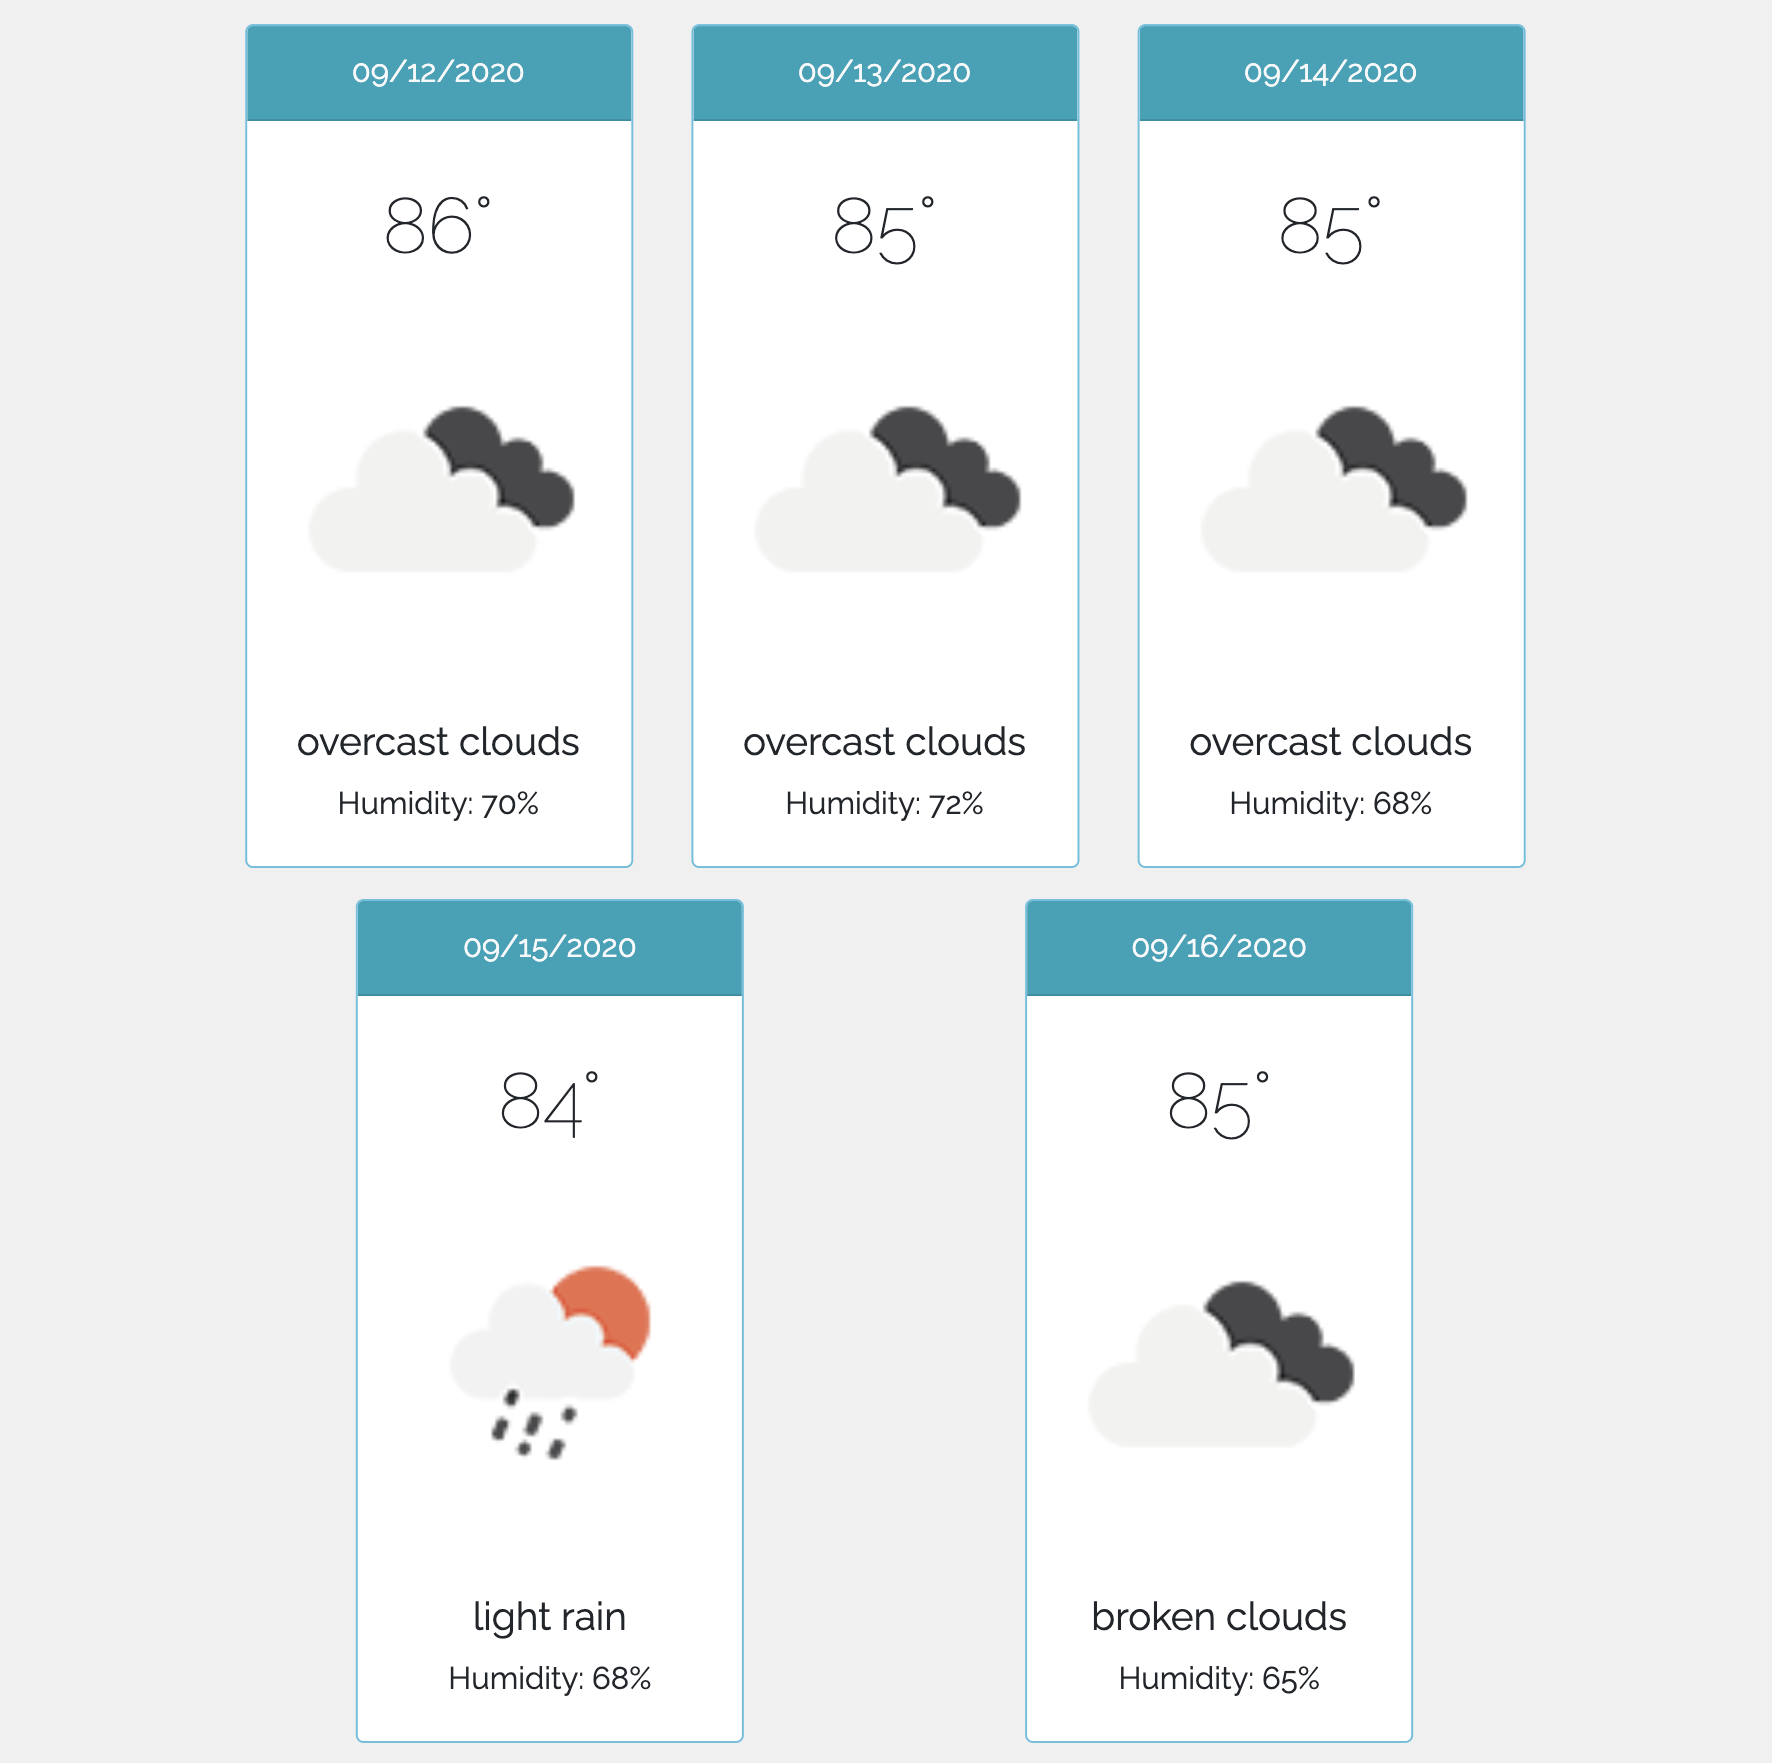 09/12/2020
86°
overcast clouds
Humidity: 70%
09/13/2020
85°
overcast clouds
Humidity: 72%
09/14/2020
85°
overcast clouds
Humidity: 68%
09/15/2020
84°
light rain
Humidity: 68%
09/16/2020
85°
broken clouds
Humidity: 65%